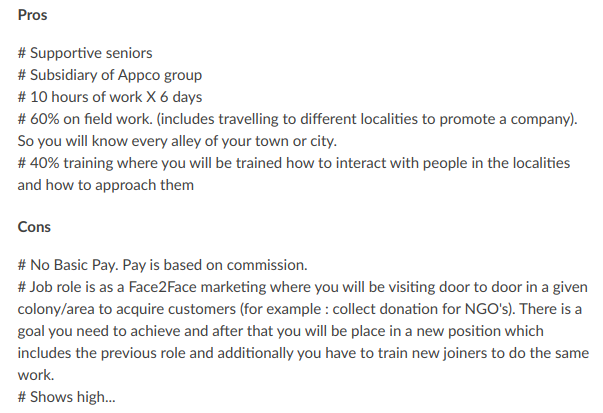 Pros
# Supportive seniors
# Subsidiary of Appco group
# 10 hours of work X 6 days
# 60% on field work. (includes travelling to different localities to promote a company).
So you will know every alley of your town or city.
# 40% training where you will be trained how to interact with people in the localities
and how to approach them
Cons
# No Basic Pay. Pay is based on commission.
# Job role is as a Face2Face marketing where you will be visiting door to door in a given
colony/area to acquire customers (for example : collect donation for NGO's). There is a
goal you need to achieve and after that you will be place in a new position which
includes the previous role and additionally you have to train new joiners to do the same
work.
# Shows high...